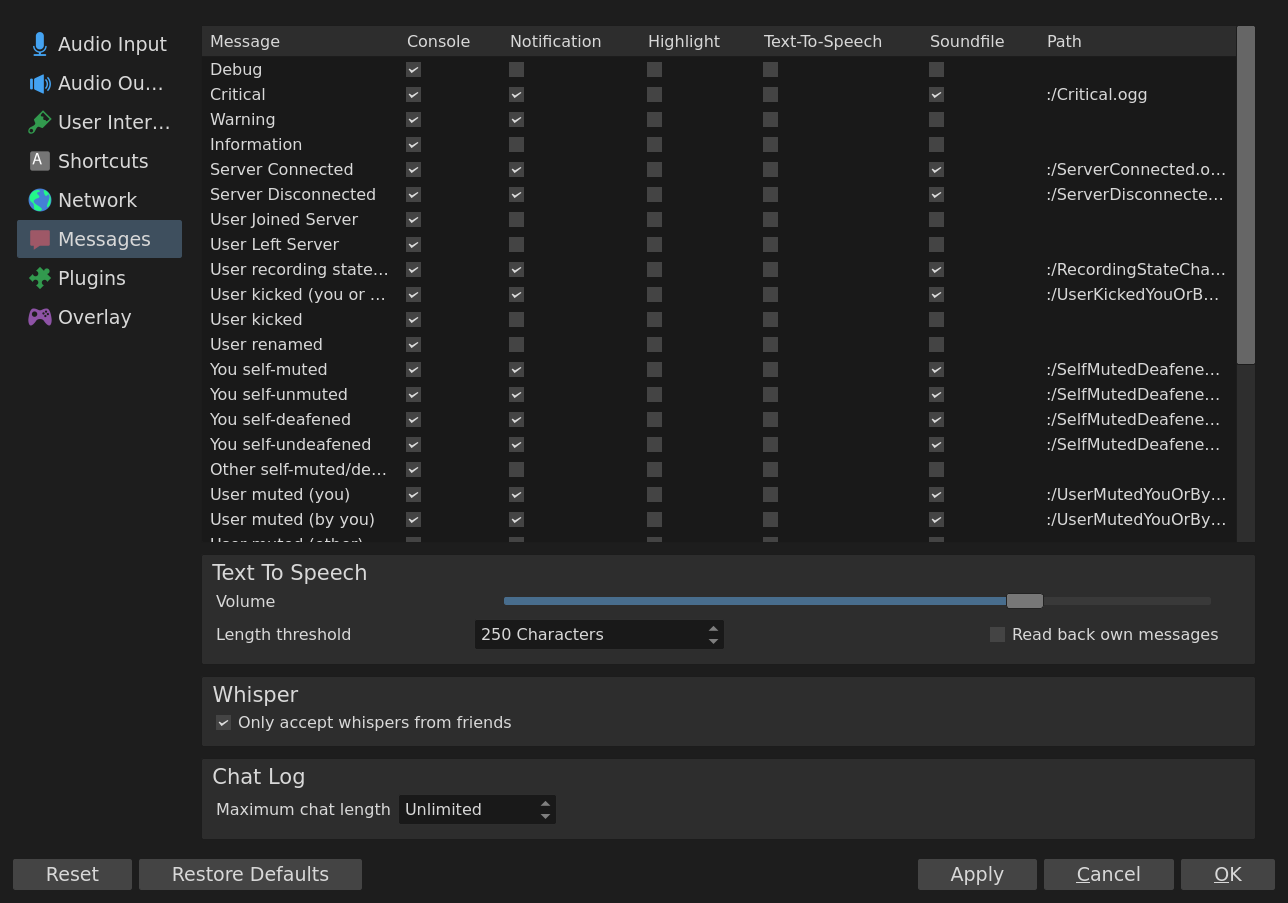 Audio Input
Audio Ou...
User Inter...
Shortcuts
Network
Messages
Plugins
Overlay
Message Console Notification Highlight Text-To-Speech Soundfile Path
Debug
Critical :/Critical.ogg
Warning
Information
Server Connected :/ServerConnected.o...
Server Disconnected :/ServerDisconnecte...
User Joined Server
User Left Server
User recording state... :/RecordingStateCha...
User kicked (you or ... :/UserKickedYouOrB...
User kicked
User renamed
You self-muted :/SelfMutedDeafene...
You self-unmuted :/SelfMutedDeafene...
You self-deafened :/SelfMutedDeafene...
You self-undeafened :/SelfMutedDeafene...
Other self-muted/de...
User muted (you) :/UserMutedYouOrBy...
User muted (by you) :/UserMutedYouOrBy...
User muted (other)
Text To Speech
Volume
Length threshold 250 Characters Read back own messages
Whisper
Only accept whispers from friends
Chat Log
Maximum chat length Unlimited
Reset Restore Defaults Apply Cancel OK